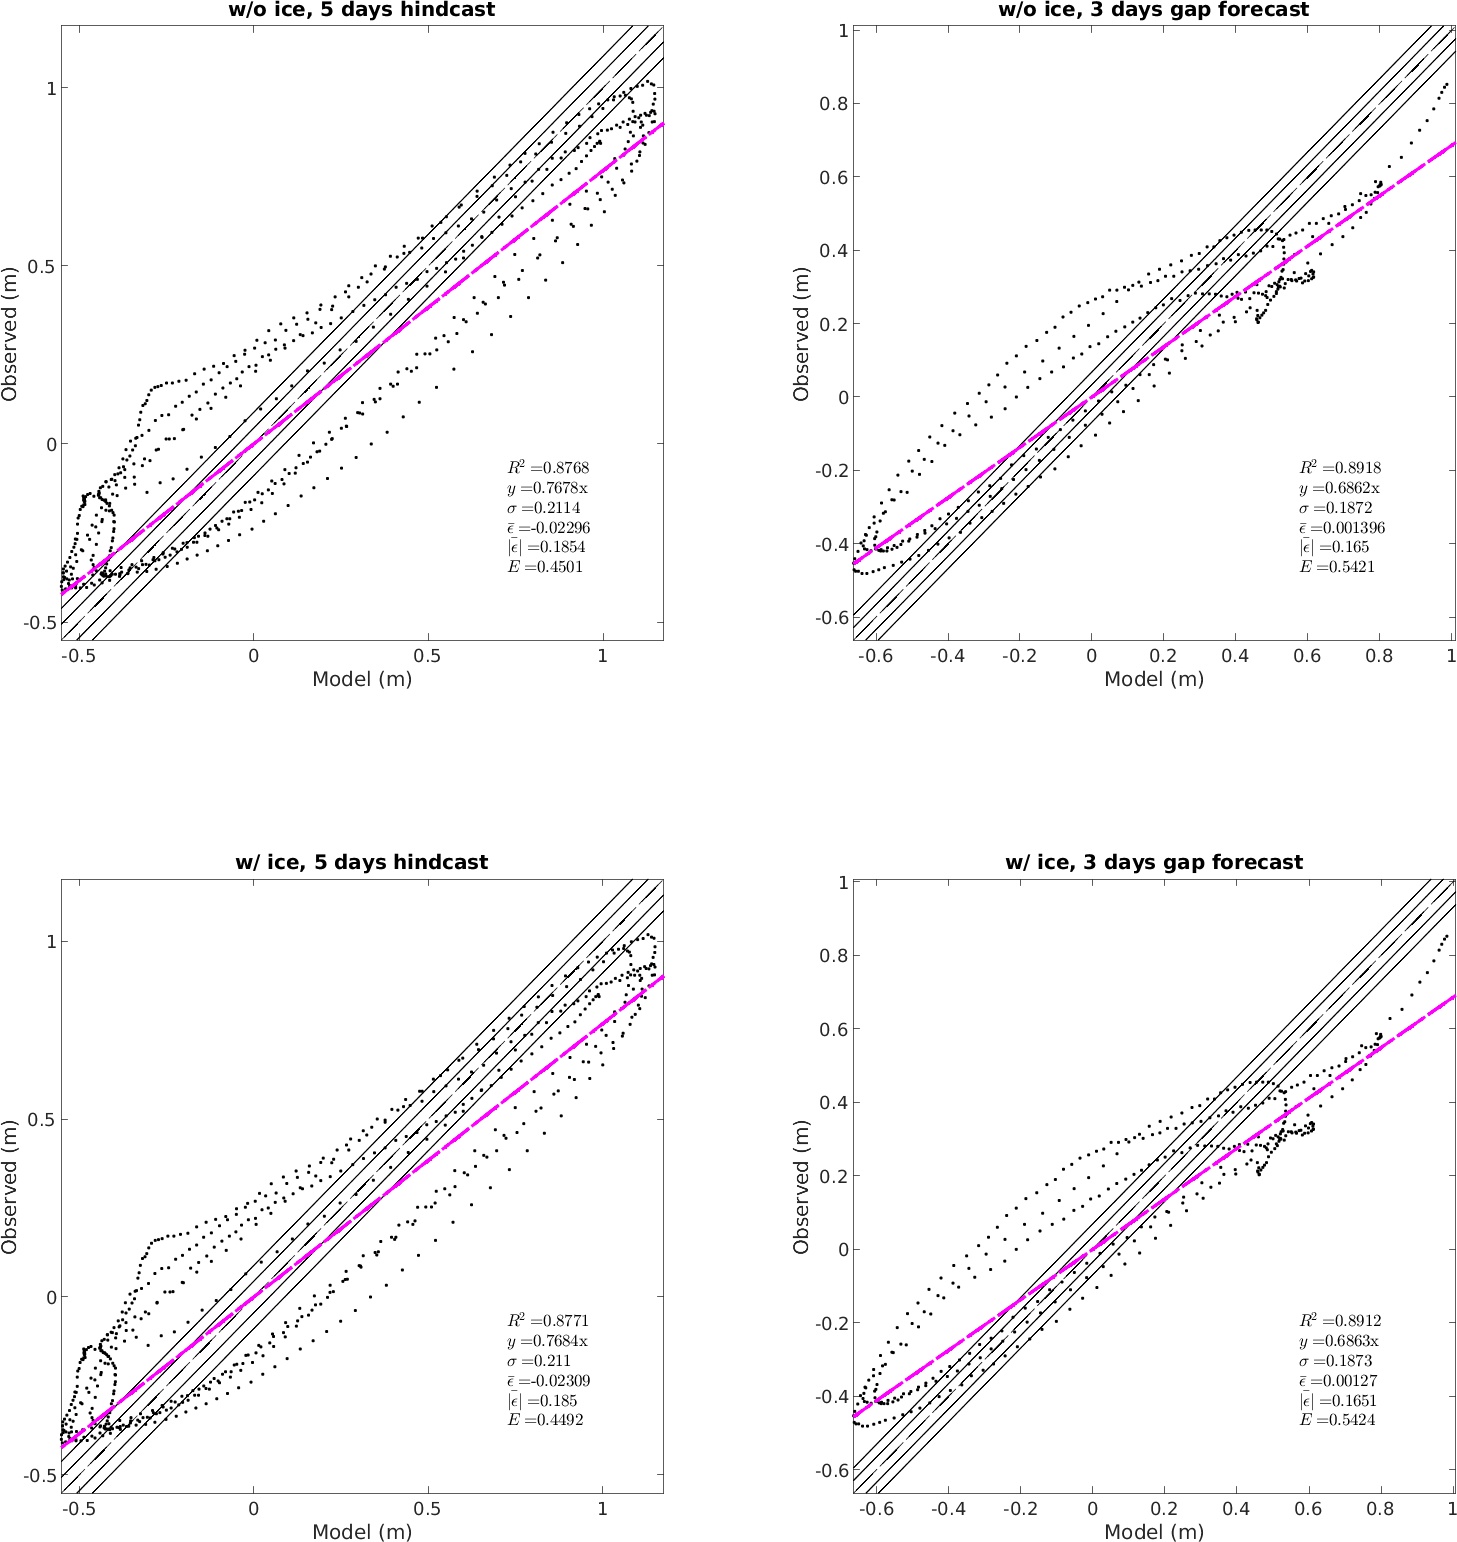 w/o ice, 5 days hindcast
1
0.5
0
-0.5
Observed (m)
R² =0.8768
y =0.7678x
σ =0.2114
ε̄ =-0.02296
|ε̄| =0.1854
E =0.4501
-0.5 0 0.5 1
Model (m)
w/o ice, 3 days gap forecast
1
0.8
0.6
0.4
0.2
0
-0.2
-0.4
-0.6
Observed (m)
R² =0.8918
y =0.6862x
σ =0.1872
ε̄ =0.001396
|ε̄| =0.165
E =0.5421
-0.6 -0.4 -0.2 0 0.2 0.4 0.6 0.8 1
Model (m)
w/ ice, 5 days hindcast
1
0.5
0
-0.5
Observed (m)
R² =0.8771
y =0.7684x
σ =0.211
ε̄ =-0.02309
|ε̄| =0.185
E =0.4492
-0.5 0 0.5 1
Model (m)
w/ ice, 3 days gap forecast
1
0.8
0.6
0.4
0.2
0
-0.2
-0.4
-0.6
Observed (m)
R² =0.8912
y =0.6863x
σ =0.1873
ε̄ =0.00127
|ε̄| =0.1651
E =0.5424
-0.6 -0.4 -0.2 0 0.2 0.4 0.6 0.8 1
Model (m)